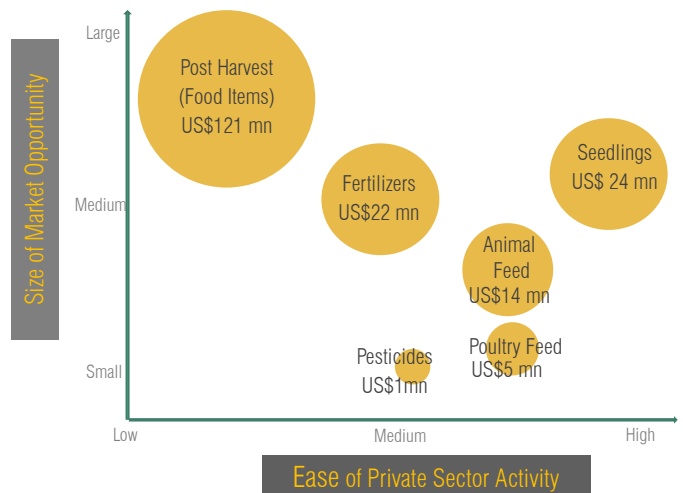 Large
Post Harvest
(Food Items)
US$121 mn
Seedlings
US$ 24 mn
Fertilizers
US$22 mn
Medium
Animal
Feed
US$14 mn
Poultry Feed
US$5 mn
Pesticides
US$1mn
Small
Size of Market Opportunity
Low
Medium
High
Ease of Private Sector Activity